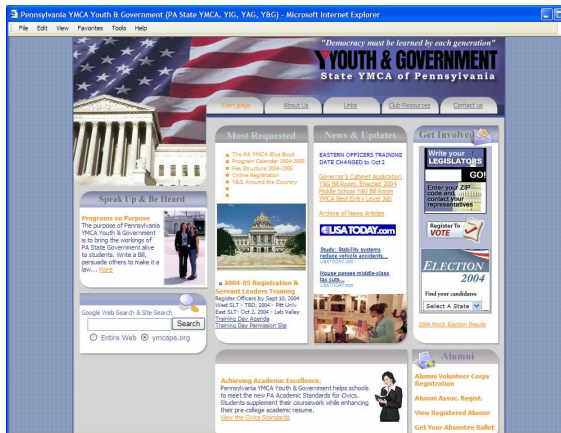 Pennsylvania YMCA Youth & Government (PA State YMCA, YIG, YAG, Y&G) - Microsoft Internet Explorer
File Edit View Favorites Tools Help
"Democracy must be learned by each generation"
YOUTH & GOVERNMENT
State YMCA of Pennsylvania
Start page
About Us
Links
Club Resources
Contact us
Speak Up & Be Heard
Programs on Purpose
The purpose of Pennsylvania
YMCA Youth & Government
is to bring the workings of
PA State Government alive
to students. Write a Bill,
persuade others to make it a
law... More
Google Web Search & Site Search
Search
Entire Web
ymcapa.org
Most Requested
The PA YMCA Blue Book
Program Calendar 2004-2005
Fee Structure 2004-2005
Online Registration
Y&G Around the Country
2004-05 Registration &
Servant Leaders Training
Register Officers by Sept 10, 2004
West SLT - TBD, 2004 - Pitt Univ.
East SLT- Oct 2, 2004 - Leb Valley
Training Day Agenda
Training Day Permission Slip
News & Updates
EASTERN OFFICERS TRAINING
DATE CHANGED to Oct 2
Governor's Cabinet Application
Y&G Bill Room, Enacted 2004
Middle School Y&G Bill Room
YMCA Best Entry Level Job
Archive of News Articles
USATODAY.com
Study: Stability systems
reduce vehicle accidents...
USATODAY.com
House passes middle-class
tax cuts...
USATODAY.com
Get Involved
Write your
LEGISLATORS
GO!
Enter your ZIP
code and
contact your
representatives
Register To
VOTE
ELECTION
2004
Find your candidates
Select A State
2004 Mock Election Results
Achieving Academic Excellence.
Pennsylvania YMCA Youth & Government helps schools
to meet the new PA Academic Standards for Civics.
Students supplement their coursework while enhancing
their pre-college academic resume.
View the Civics Standards
Alumni
Alumni Volunteer Corps
Registration
Alumni Assoc. Regist.
View Registered Alumni
Get Your Absentee Ballot